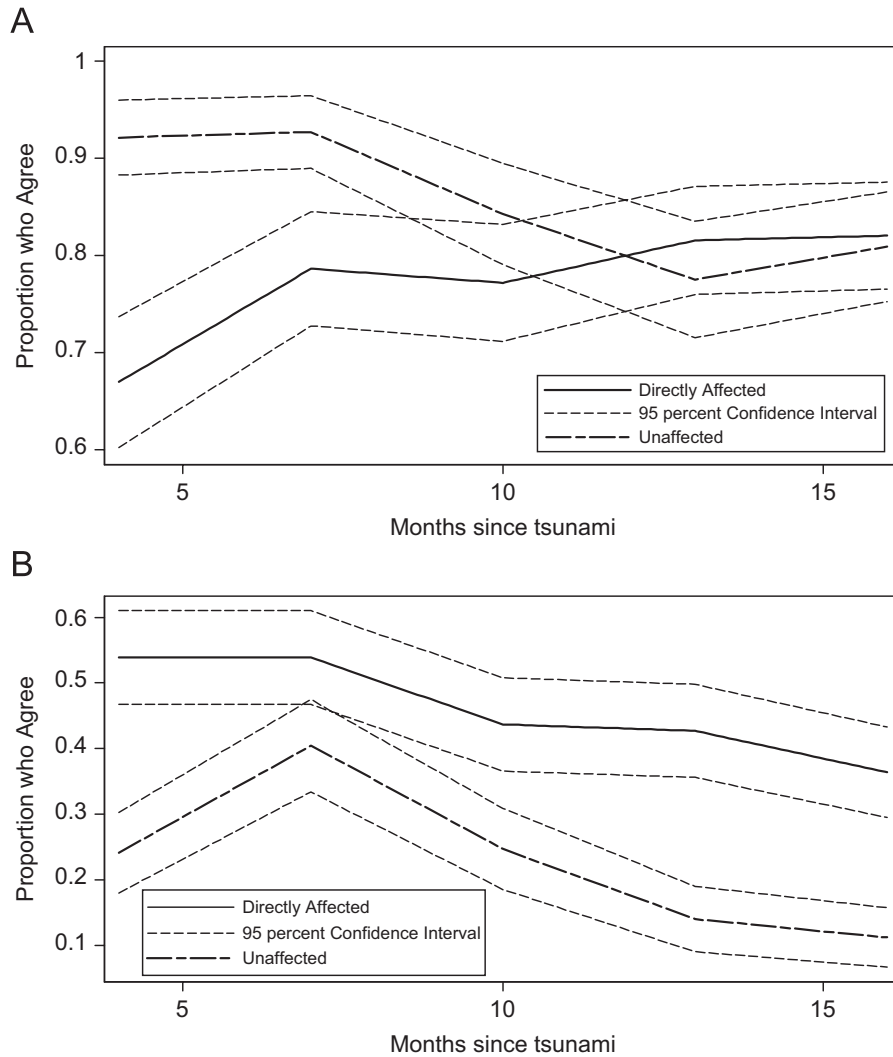 A
1
0.9
0.8
0.7
0.6
Proportion who Agree
Directly Affected
95 percent Confidence Interval
Unaffected
5 10 15
Months since tsunami
B
0.6
0.5
0.4
0.3
0.2
0.1
Proportion who Agree
Directly Affected
95 percent Confidence Interval
Unaffected
5 10 15
Months since tsunami